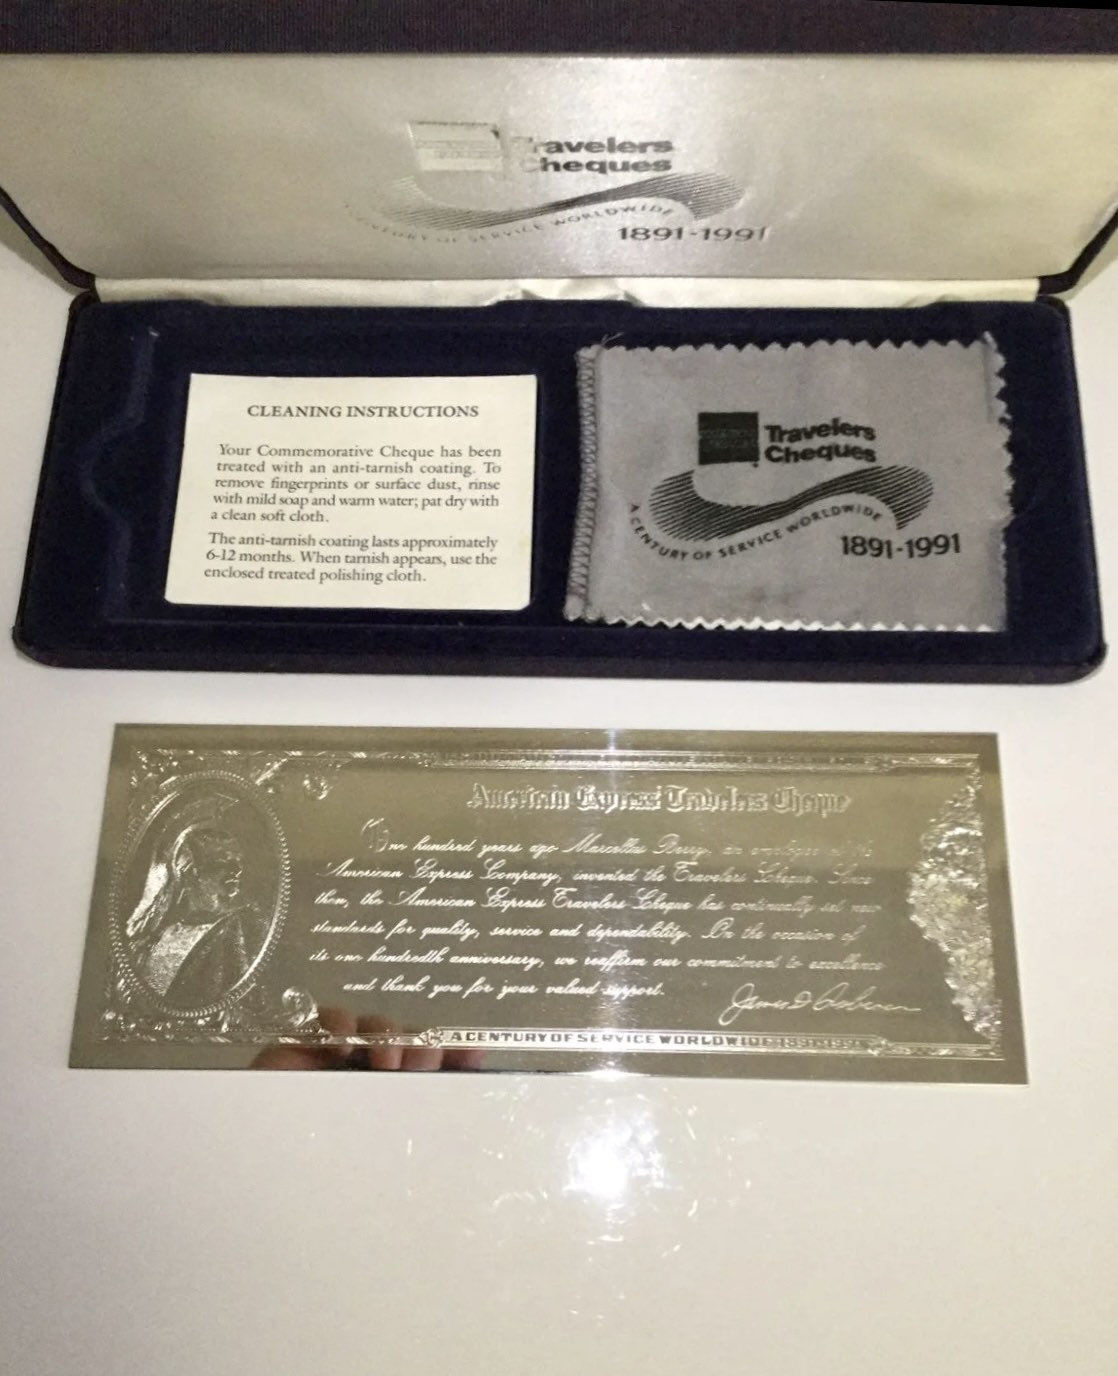 Travelers
Cheques
CENTURY OF SERVICE WORLDWIDE
1891-1991
CLEANING INSTRUCTIONS
Your Commemorative Cheque has been
treated with an anti-tarnish coating. To
remove fingerprints or surface dust, rinse
with mild soap and warm water; pat dry with
a clean soft cloth.
The anti-tarnish coating lasts approximately
6-12 months. When tarnish appears, use the
enclosed treated polishing cloth.
Travelers
Cheques
A CENTURY OF SERVICE WORLDWIDE
1891-1991
American Express Travelers Cheque
One hundred years ago Marcellus Berry, an employee of the
American Express Company, invented the Travelers Cheque. Since
then, the American Express Travelers Cheque has continually set new
standards for quality, service and dependability. On the occasion of
its one hundredth anniversary, we reaffirm our commitment to excellence
and thank you for your valued support.
A CENTURY OF SERVICE WORLDWIDE 1891-1991